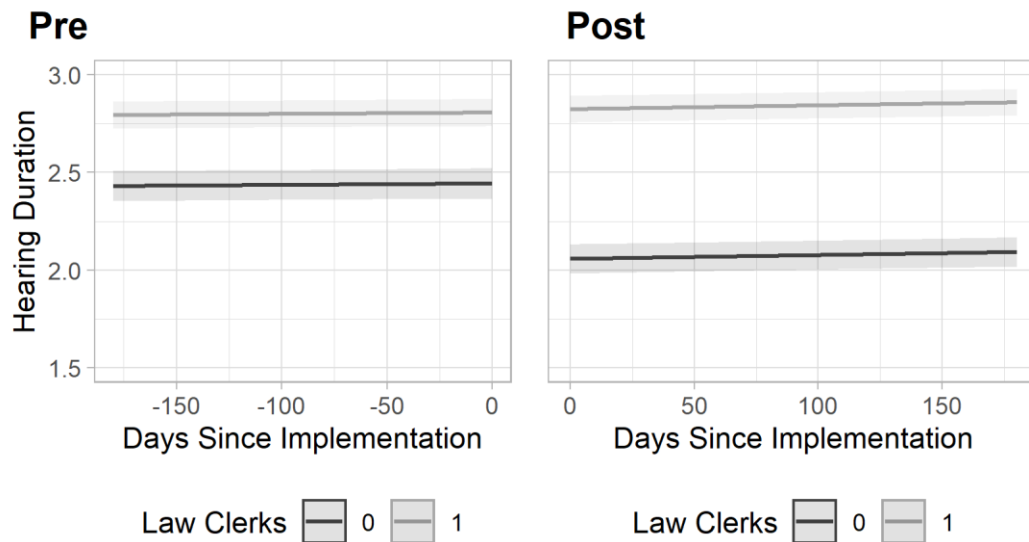 Pre
Post
Hearing Duration
3.0
2.5
2.0
1.5
-150 -100 -50 0
0 50 100 150
Days Since Implementation
Days Since Implementation
Law Clerks 0 1
Law Clerks 0 1